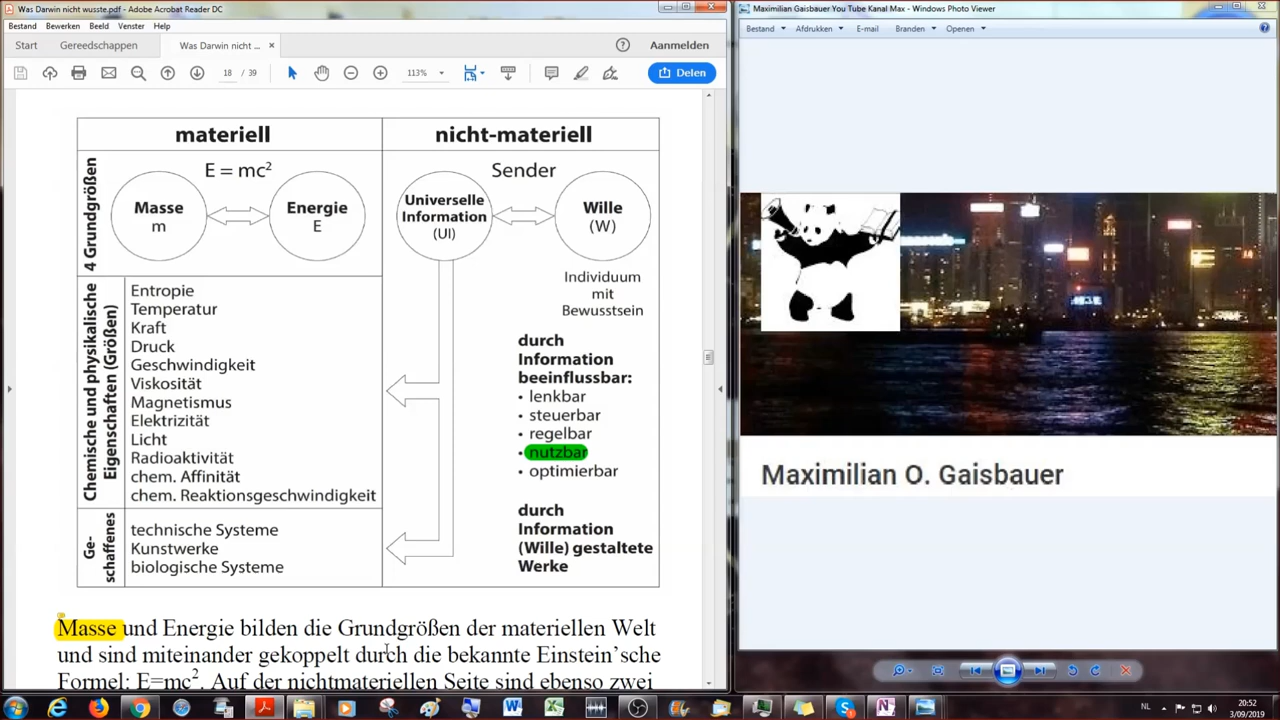 Was Darwin nicht wusste.pdf - Adobe Acrobat Reader DC
Bestand Bewerken Beeld Venster Help
Start Gereedschappen Was Darwin nicht ... × Aanmelden
18 / 39 113% Delen
materiell nicht-materiell
4 Grundgrößen
E = mc² Sender
Masse
m
Energie
E
Universelle
Information
(UI)
Wille
(W)
Individuum
mit
Bewusstsein
Chemische und physikalische
Eigenschaften (Größen)
Entropie
Temperatur
Kraft
Druck
Geschwindigkeit
Viskosität
Magnetismus
Elektrizität
Licht
Radioaktivität
chem. Affinität
chem. Reaktionsgeschwindigkeit
durch
Information
beeinflussbar:
• lenkbar
• steuerbar
• regelbar
• nutzbar
• optimierbar
Ge-
schaffenes
technische Systeme
Kunstwerke
biologische Systeme
durch
Information
(Wille) gestaltete
Werke
Masse und Energie bilden die Grundgrößen der materiellen Welt
und sind miteinander gekoppelt durch die bekannte Einstein’sche
Formel: E=mc². Auf der nicht-materiellen Seite sind ebenso zwei
Maximilian Gaisbauer You Tube Kanal Max - Windows Photo Viewer
Bestand Afdrukken E-mail Branden Openen
Maximilian O. Gaisbauer
NL 20:52
3/09/2019